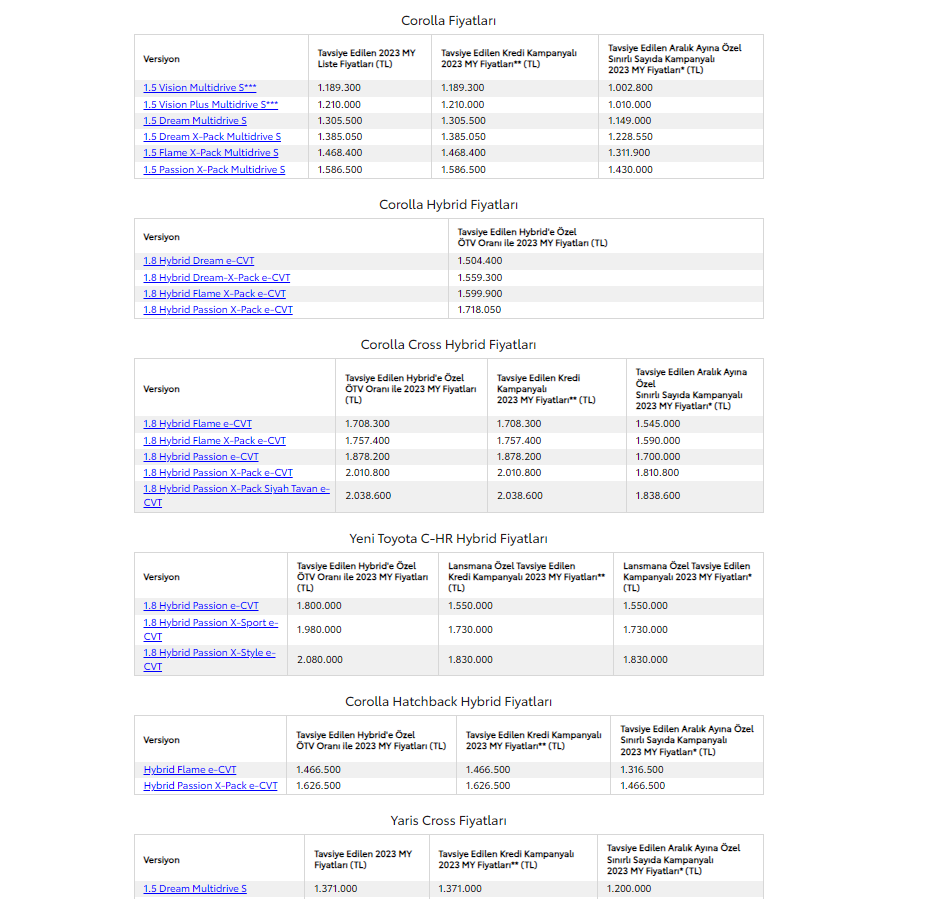 Corolla Fiyatları
Versiyon
Tavsiye Edilen 2023 MY
Liste Fiyatları (TL)
Tavsiye Edilen Kredi Kampanyalı
2023 MY Fiyatları** (TL)
Tavsiye Edilen Aralık Ayına Özel
Sınırlı Sayıda Kampanyalı
2023 MY Fiyatları* (TL)
1.5 Vision Multidrive S*** 1.189.300 1.189.300 1.002.800
1.5 Vision Plus Multidrive S*** 1.210.000 1.210.000 1.010.000
1.5 Dream Multidrive S 1.305.500 1.305.500 1.149.000
1.5 Dream X-Pack Multidrive S 1.385.050 1.385.050 1.228.550
1.5 Flame X-Pack Multidrive S 1.468.400 1.468.400 1.311.900
1.5 Passion X-Pack Multidrive S 1.586.500 1.586.500 1.430.000
Corolla Hybrid Fiyatları
Versiyon
Tavsiye Edilen Hybrid'e Özel
ÖTV Oranı ile 2023 MY Fiyatları (TL)
1.8 Hybrid Dream e-CVT 1.504.400
1.8 Hybrid Dream-X-Pack e-CVT 1.559.300
1.8 Hybrid Flame X-Pack e-CVT 1.599.900
1.8 Hybrid Passion X-Pack e-CVT 1.718.050
Corolla Cross Hybrid Fiyatları
Versiyon
Tavsiye Edilen Hybrid'e Özel
ÖTV Oranı ile 2023 MY Fiyatları
(TL)
Tavsiye Edilen Kredi
Kampanyalı
2023 MY Fiyatları** (TL)
Tavsiye Edilen Aralık Ayına
Özel
Sınırlı Sayıda Kampanyalı
2023 MY Fiyatları* (TL)
1.8 Hybrid Flame e-CVT 1.708.300 1.708.300 1.545.000
1.8 Hybrid Flame X-Pack e-CVT 1.757.400 1.757.400 1.590.000
1.8 Hybrid Passion e-CVT 1.878.200 1.878.200 1.700.000
1.8 Hybrid Passion X-Pack e-CVT 2.010.800 2.010.800 1.810.800
1.8 Hybrid Passion X-Pack Siyah Tavan e-
CVT
2.038.600 2.038.600 1.838.600
Yeni Toyota C-HR Hybrid Fiyatları
Versiyon
Tavsiye Edilen Hybrid'e Özel
ÖTV Oranı ile 2023 MY Fiyatları
(TL)
Lansmana Özel Tavsiye Edilen
Kredi Kampanyalı 2023 MY Fiyatları**
(TL)
Lansmana Özel Tavsiye Edilen
Kampanyalı 2023 MY Fiyatları*
(TL)
1.8 Hybrid Passion e-CVT 1.800.000 1.550.000 1.550.000
1.8 Hybrid Passion X-Sport e-
CVT
1.980.000 1.730.000 1.730.000
1.8 Hybrid Passion X-Style e-
CVT
2.080.000 1.830.000 1.830.000
Corolla Hatchback Hybrid Fiyatları
Versiyon
Tavsiye Edilen Hybrid'e Özel
ÖTV Oranı ile 2023 MY Fiyatları (TL)
Tavsiye Edilen Kredi Kampanyalı
2023 MY Fiyatları** (TL)
Tavsiye Edilen Aralık Ayına Özel
Sınırlı Sayıda Kampanyalı
2023 MY Fiyatları* (TL)
Hybrid Flame e-CVT 1.466.500 1.466.500 1.316.500
Hybrid Passion X-Pack e-CVT 1.626.500 1.626.500 1.466.500
Yaris Cross Fiyatları
Versiyon
Tavsiye Edilen 2023 MY
Fiyatları (TL)
Tavsiye Edilen Kredi Kampanyalı
2023 MY Fiyatları** (TL)
Tavsiye Edilen Aralık Ayına Özel
Sınırlı Sayıda Kampanyalı
2023 MY Fiyatları* (TL)
1.5 Dream Multidrive S 1.371.000 1.371.000 1.200.000